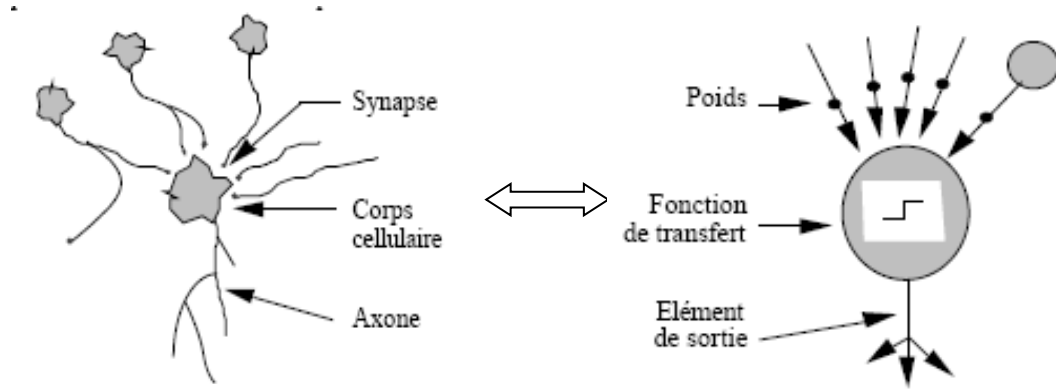 Synapse
Corps
cellulaire
Axone
Poids
Fonction
de transfert
Elément
de sortie